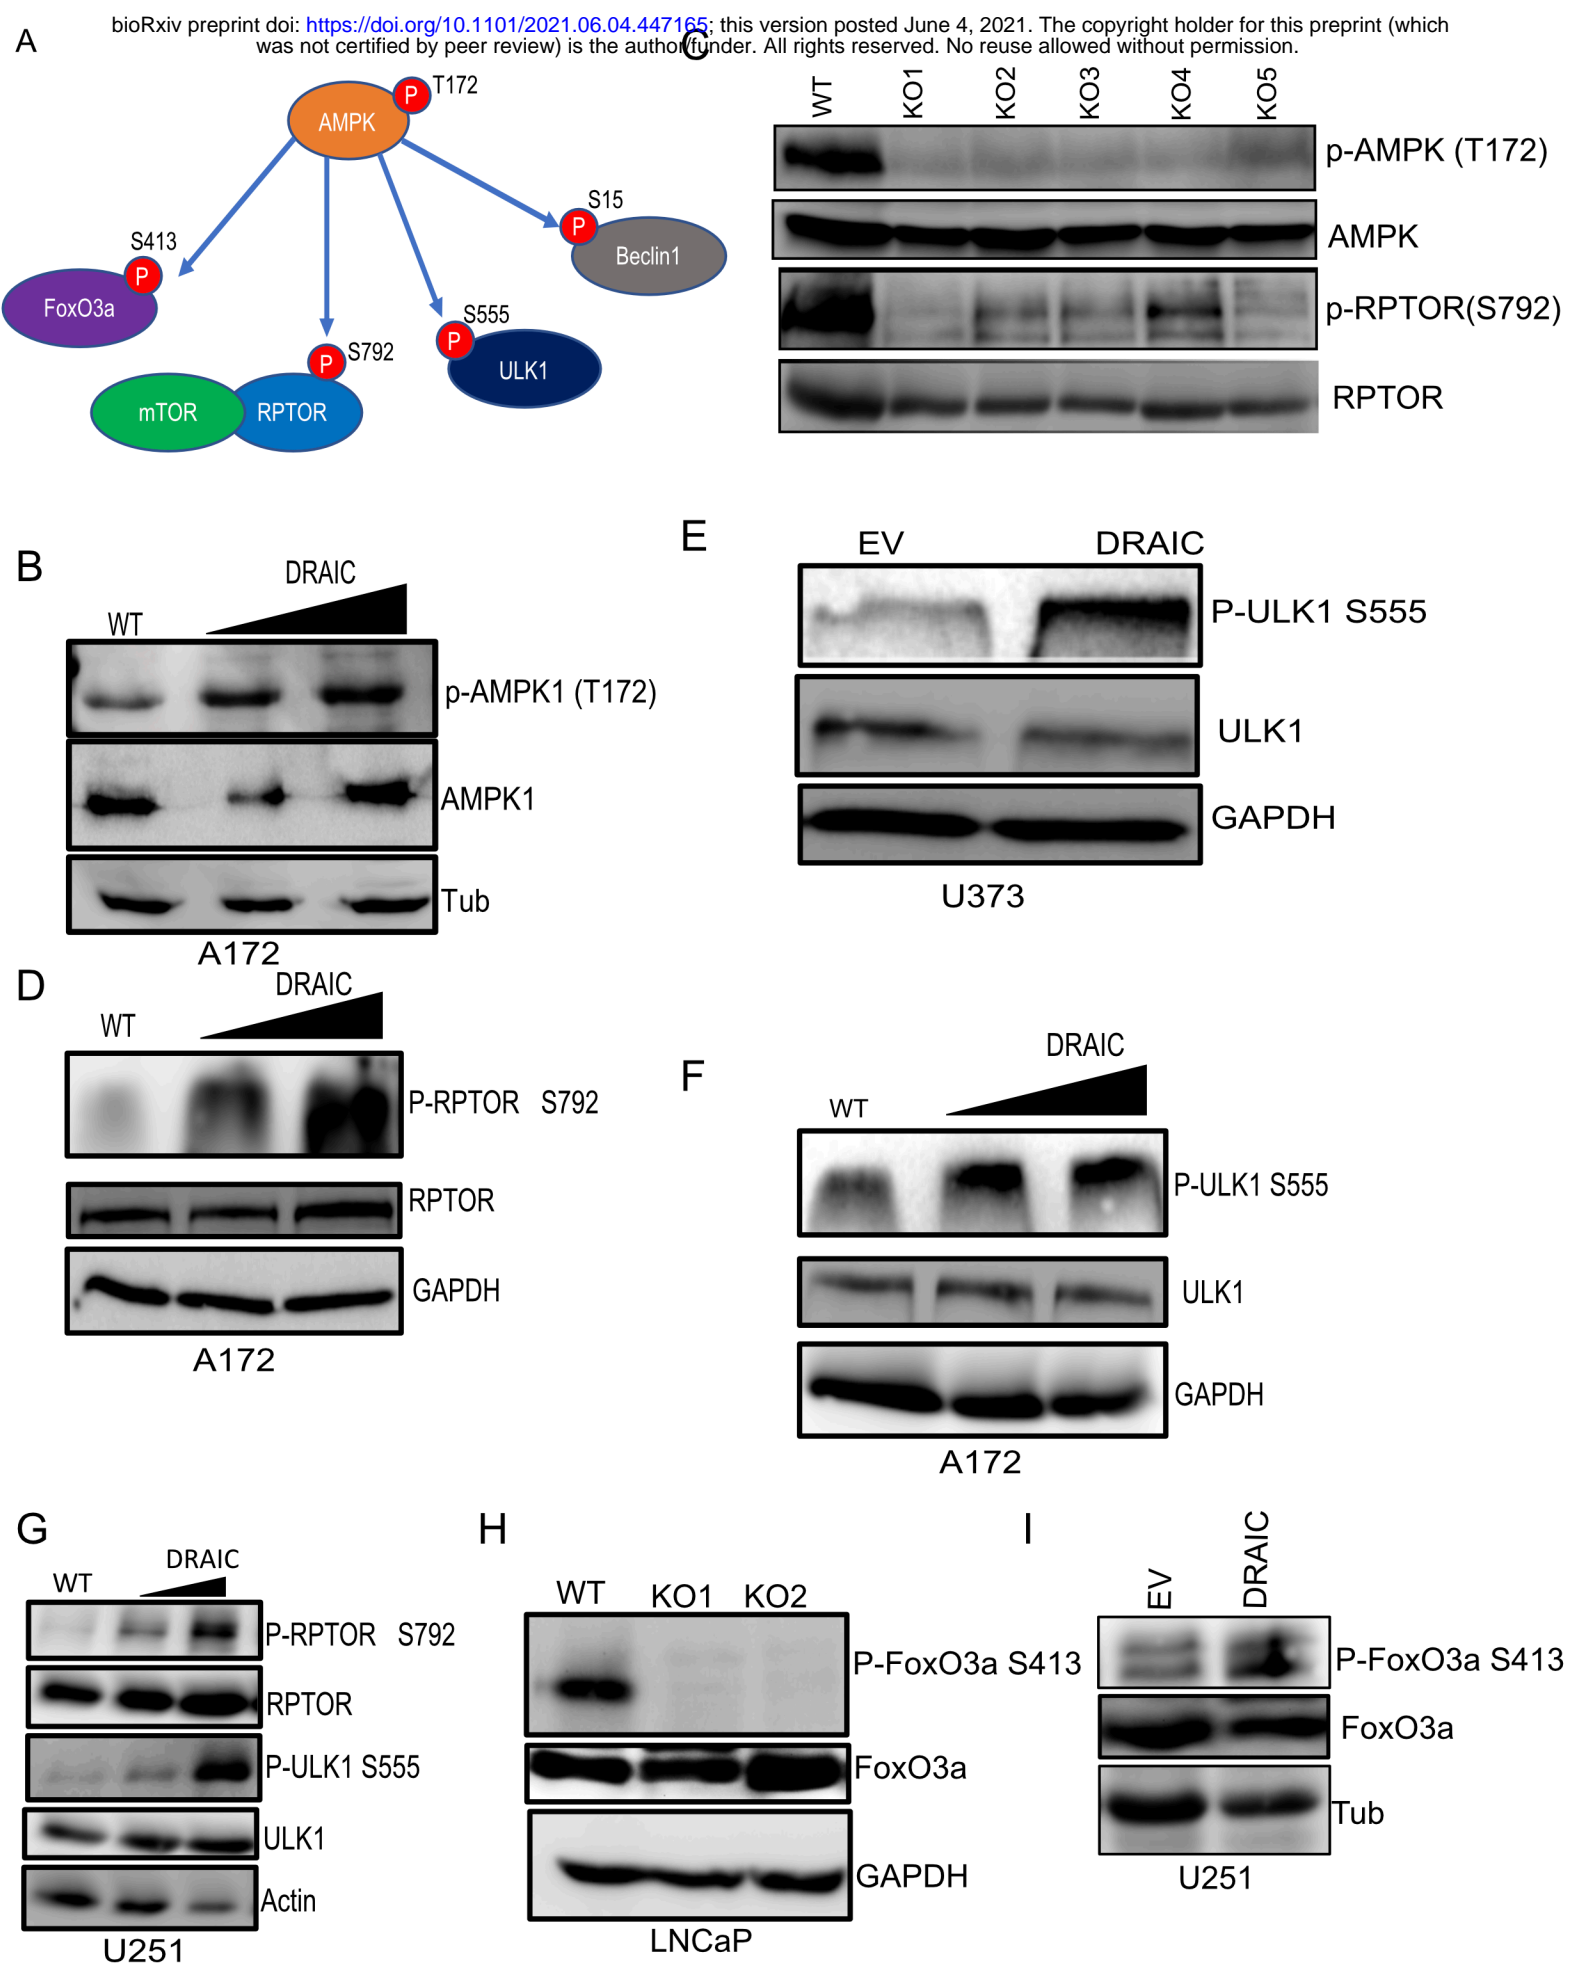 bioRxiv preprint doi: https://doi.org/10.1101/2021.06.04.447165; this version posted June 4, 2021. The copyright holder for this preprint (which
was not certified by peer review) is the author/funder. All rights reserved. No reuse allowed without permission.
A
AMPK
P
T172
S413
P
FoxO3a
S792
P
mTOR
RPTOR
S555
P
ULK1
S15
P
Beclin1
C
WT
KO1
KO2
KO3
KO4
KO5
p-AMPK (T172)
AMPK
p-RPTOR(S792)
RPTOR
B
DRAIC
WT
p-AMPK1 (T172)
AMPK1
Tub
A172
E
EV
DRAIC
P-ULK1 S555
ULK1
GAPDH
U373
D
DRAIC
WT
P-RPTOR S792
RPTOR
GAPDH
A172
F
DRAIC
WT
P-ULK1 S555
ULK1
GAPDH
A172
G
DRAIC
WT
P-RPTOR S792
RPTOR
P-ULK1 S555
ULK1
Actin
U251
H
WT
KO1
KO2
P-FoxO3a S413
FoxO3a
GAPDH
LNCaP
I
EV
DRAIC
P-FoxO3a S413
FoxO3a
Tub
U251